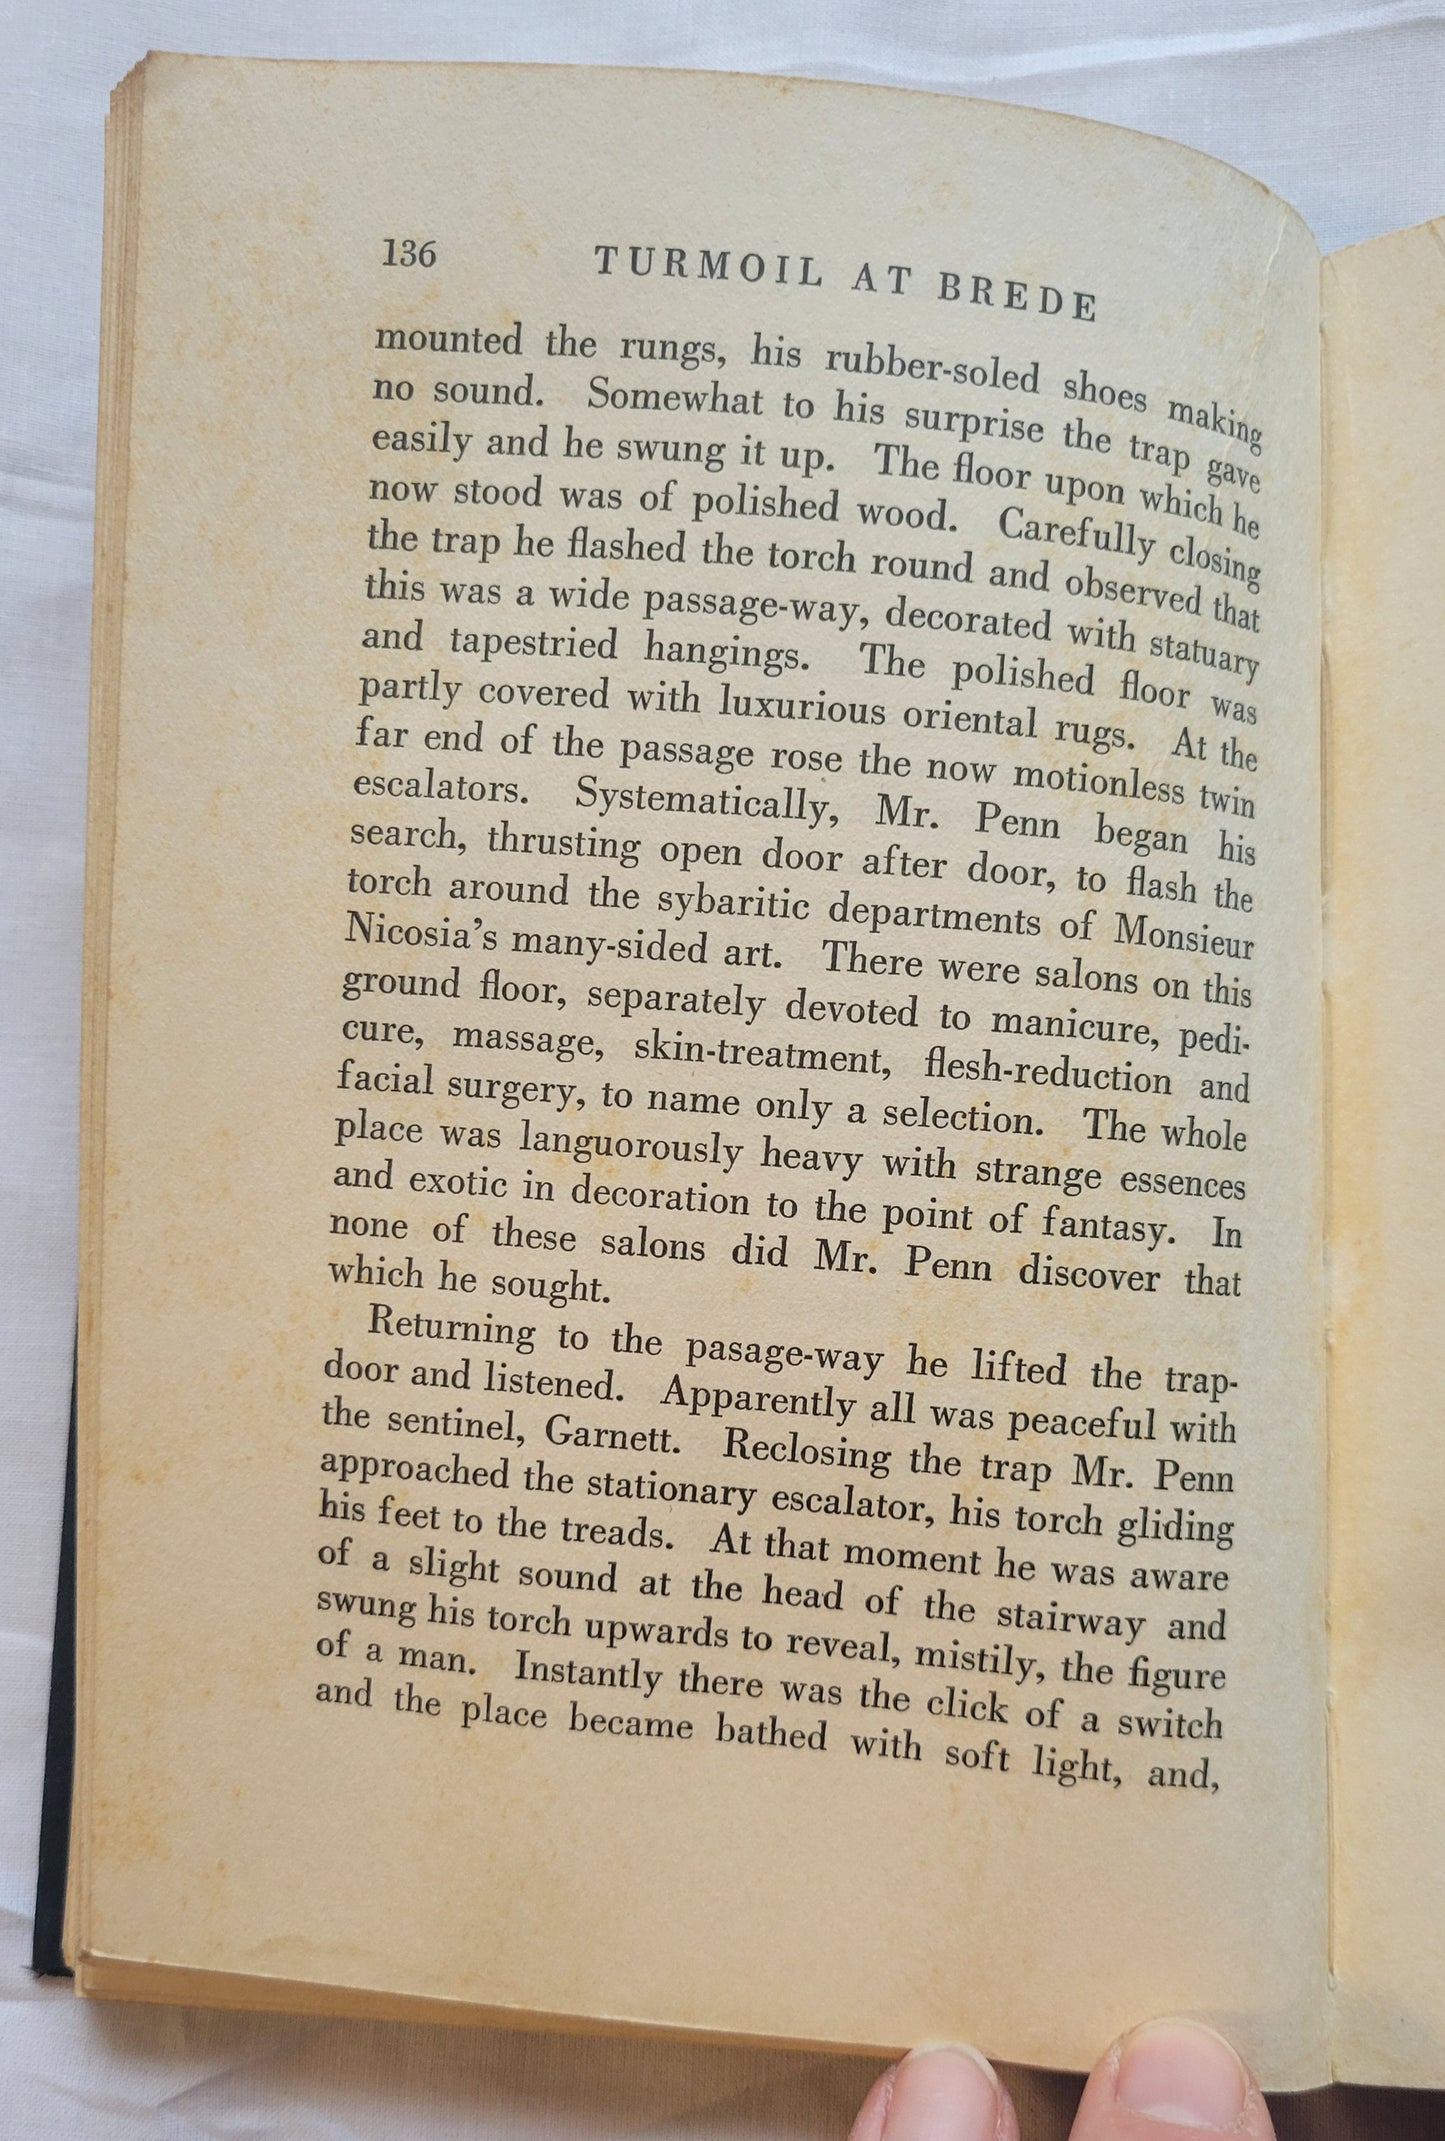 136 TURMOIL AT BREDE
mounted the rungs, his rubber-soled shoes making
no sound. Somewhat to his surprise the trap gave
easily and he swung it up. The floor upon which he
now stood was of polished wood. Carefully closing
the trap he flashed the torch round and observed that
this was a wide passage-way, decorated with statuary
and tapestried hangings. The polished floor was
partly covered with luxurious oriental rugs. At the
far end of the passage rose the now motionless twin
escalators. Systematically, Mr. Penn began his
search, thrusting open door after door, to flash the
torch around the sybaritic departments of Monsieur
Nicosia's many-sided art. There were salons on this
ground floor, separately devoted to manicure, pedi-
cure, massage, skin-treatment, flesh-reduction and
facial surgery, to name only a selection. The whole
place was languorously heavy with strange essences
and exotic in decoration to the point of fantasy. In
none of these salons did Mr. Penn discover that
which he sought.
Returning to the pasage-way he lifted the trap-
door and listened. Apparently all was peaceful with
the sentinel, Garnett. Reclosing the trap Mr. Penn
approached the stationary escalator, his torch gliding
his feet to the treads. At that moment he was aware
of a slight sound at the head of the stairway and
swung his torch upwards to reveal, mistily, the figure
of a man. Instantly there was the click of a switch
and the place became bathed with soft light, and,